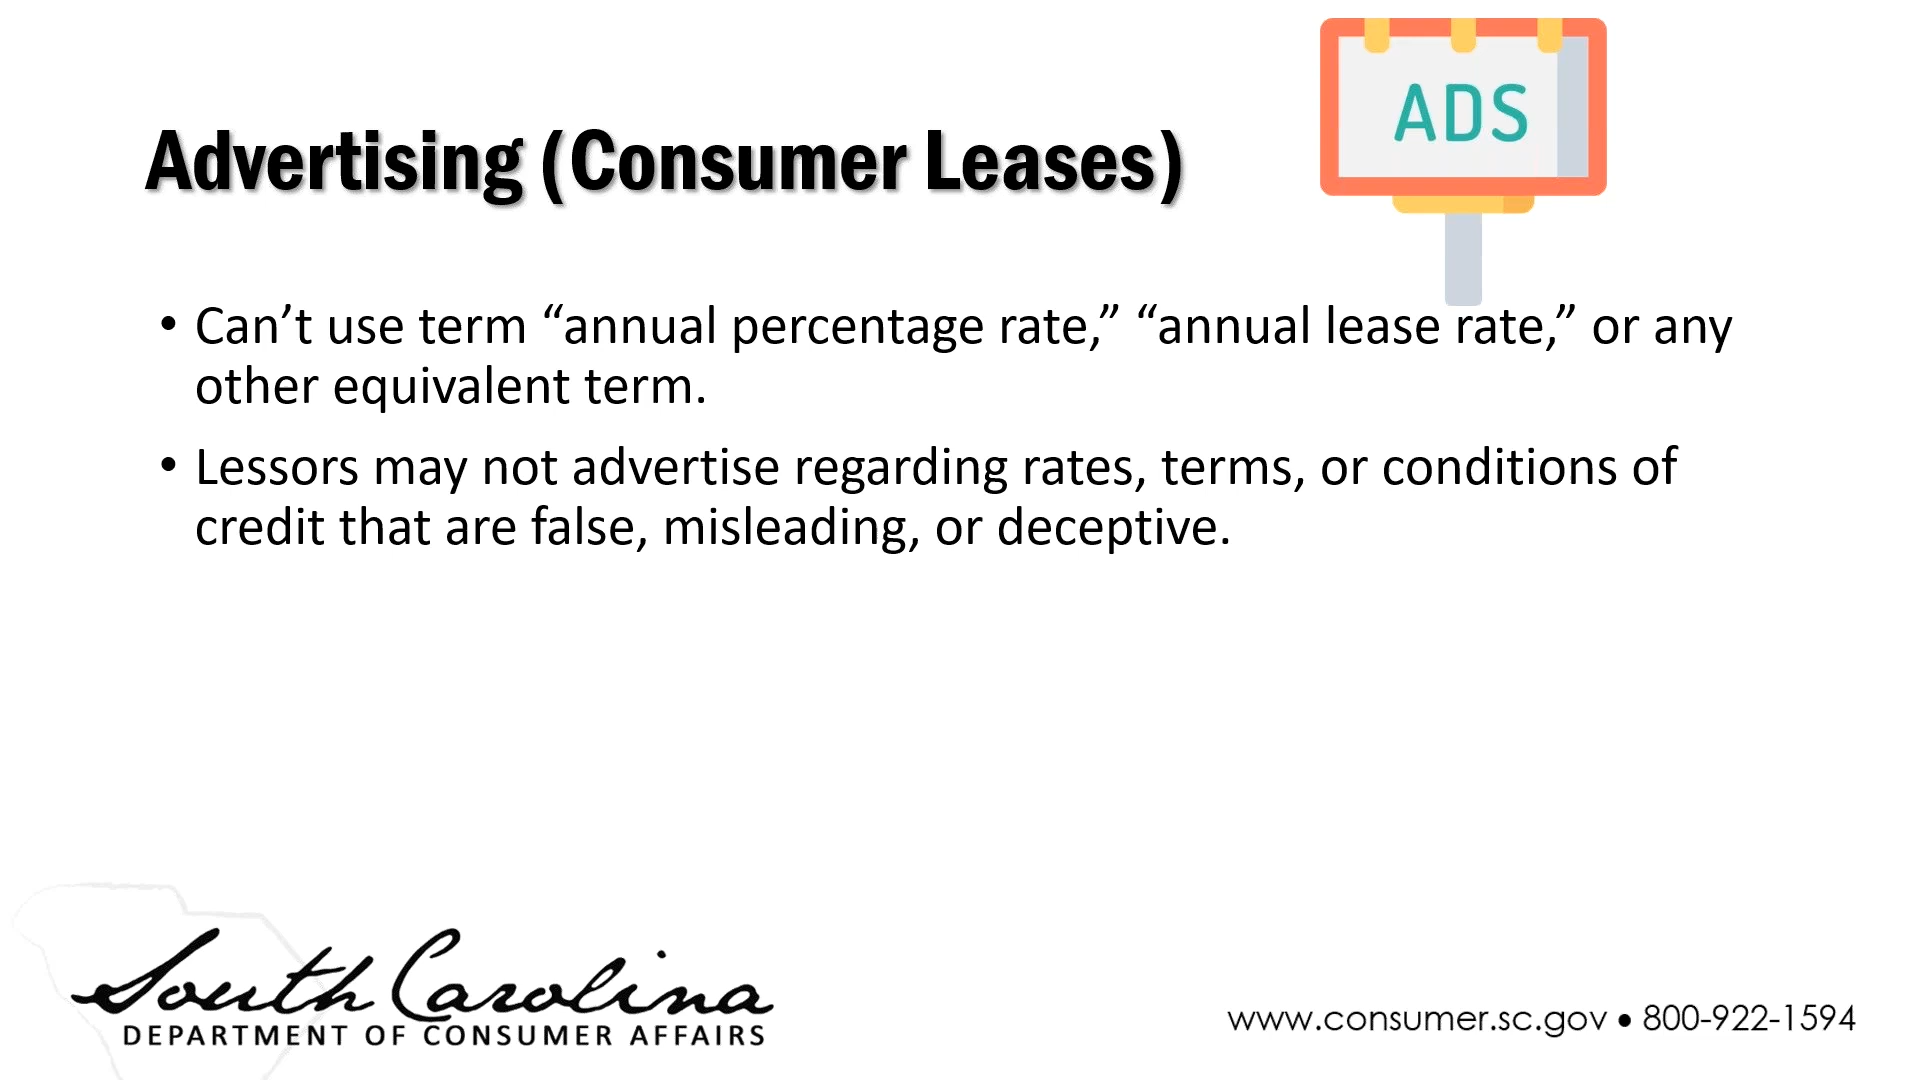 ADS
Advertising (Consumer Leases)
• Can’t use term “annual percentage rate,” “annual lease rate,” or any
other equivalent term.
• Lessors may not advertise regarding rates, terms, or conditions of
credit that are false, misleading, or deceptive.
South Carolina
DEPARTMENT OF CONSUMER AFFAIRS
www.consumer.sc.gov • 800-922-1594